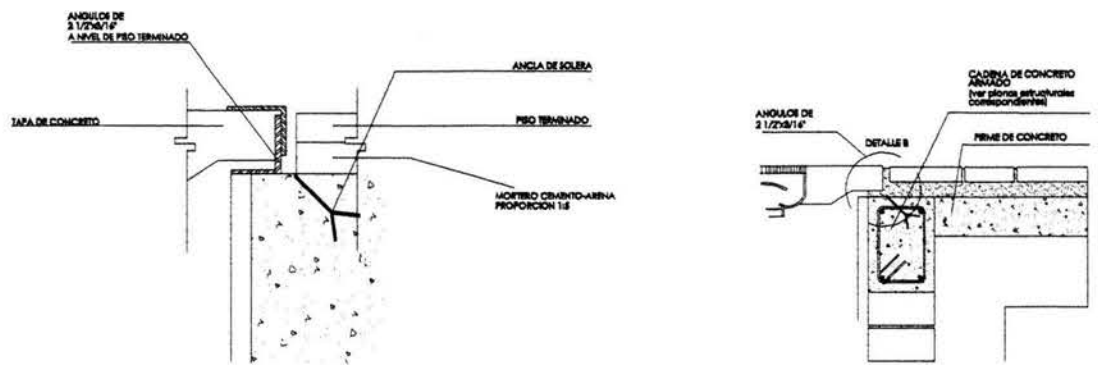 ANGULOS DE
2 1/2"X3/16"
A NIVEL DE PISO TERMINADO
ANCLA DE SOLERA
TAPA DE CONCRETO
PISO TERMINADO
MORTERO CEMENTO-ARENA
PROPORCION 1:5
CADENA DE CONCRETO
ARMADO
(ver planos estructurales
correspondientes)
ANGULOS DE
2 1/2"X3/16"
DETALLE B
FIRME DE CONCRETO